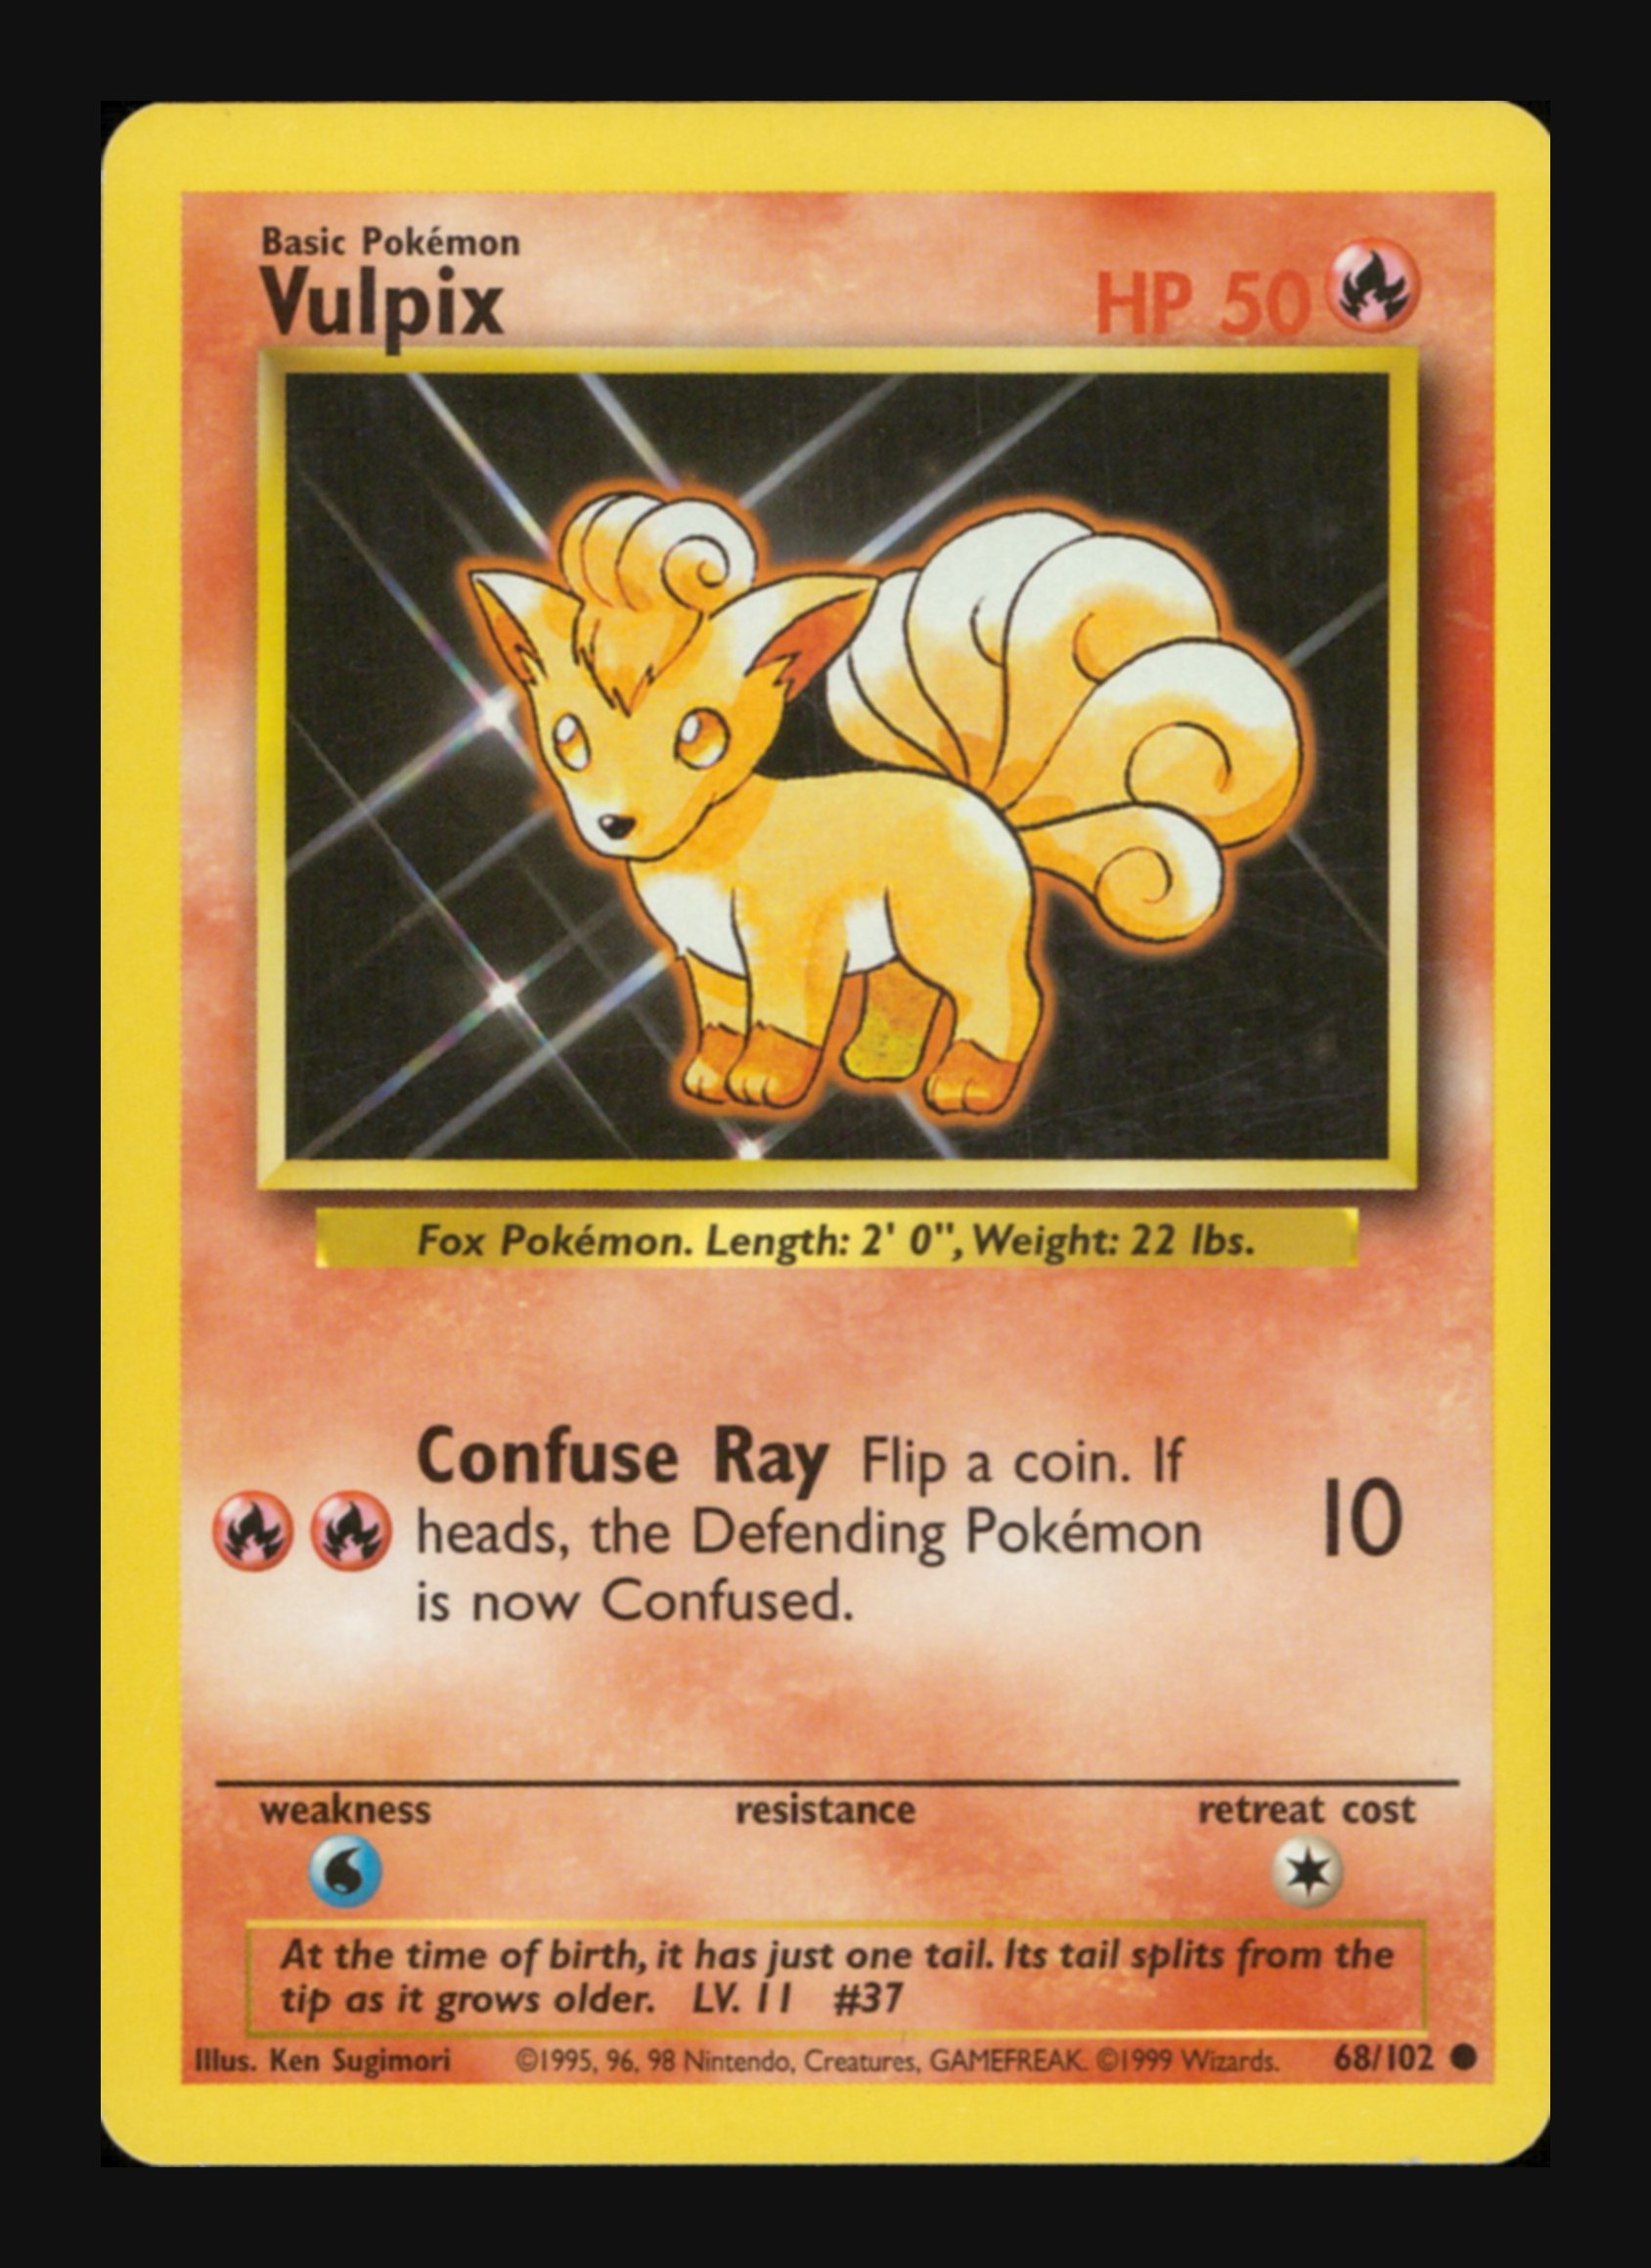 Basic Pokémon
Vulpix
HP 50
Fox Pokémon. Length: 2' 0", Weight: 22 lbs.
Confuse Ray Flip a coin. If
heads, the Defending Pokémon
is now Confused.
10
weakness
resistance
retreat cost
At the time of birth, it has just one tail. Its tail splits from the
tip as it grows older. LV. 11 #37
Illus. Ken Sugimori
©1995, 96, 98 Nintendo, Creatures, GAMEFREAK. ©1999 Wizards.
68/102 ●